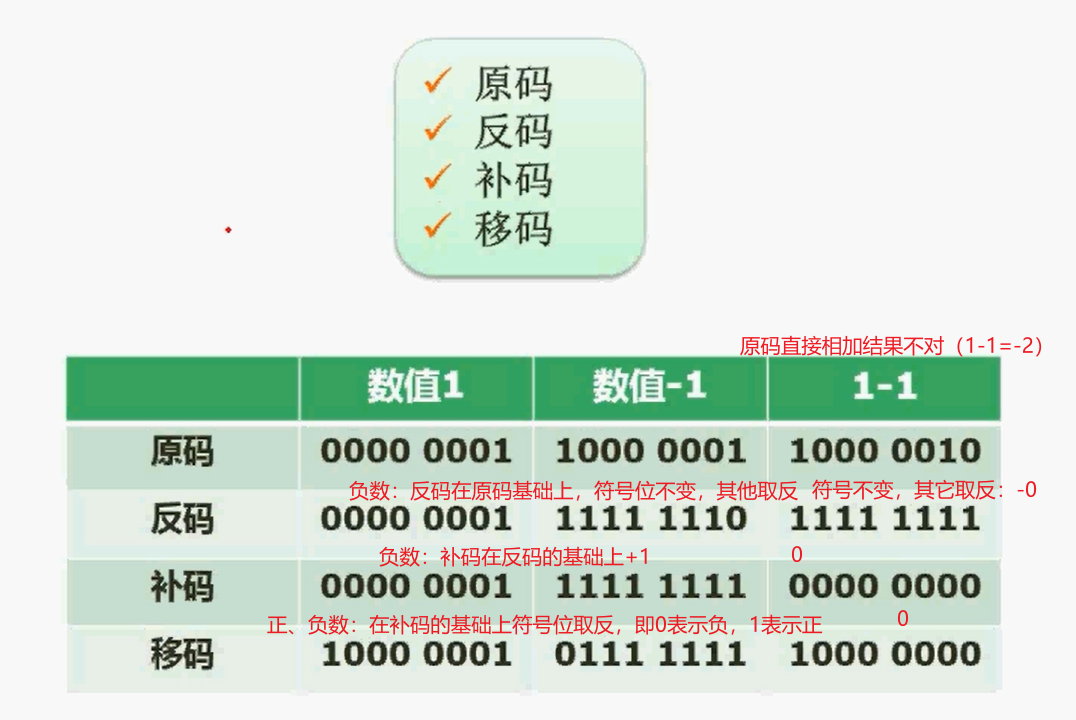 原码
反码
补码
移码
原码直接相加结果不对（1-1=-2）
数值1 数值-1 1-1
原码 0000 0001 1000 0001 1000 0010
负数：反码在原码基础上，符号位不变，其他取反 符号不变，其它取反：-0
反码 0000 0001 1111 1110 1111 1111
负数：补码在反码的基础上+1 0
补码 0000 0001 1111 1111 0000 0000
正、负数：在补码的基础上符号位取反，即0表示负，1表示正 0
移码 1000 0001 0111 1111 1000 0000